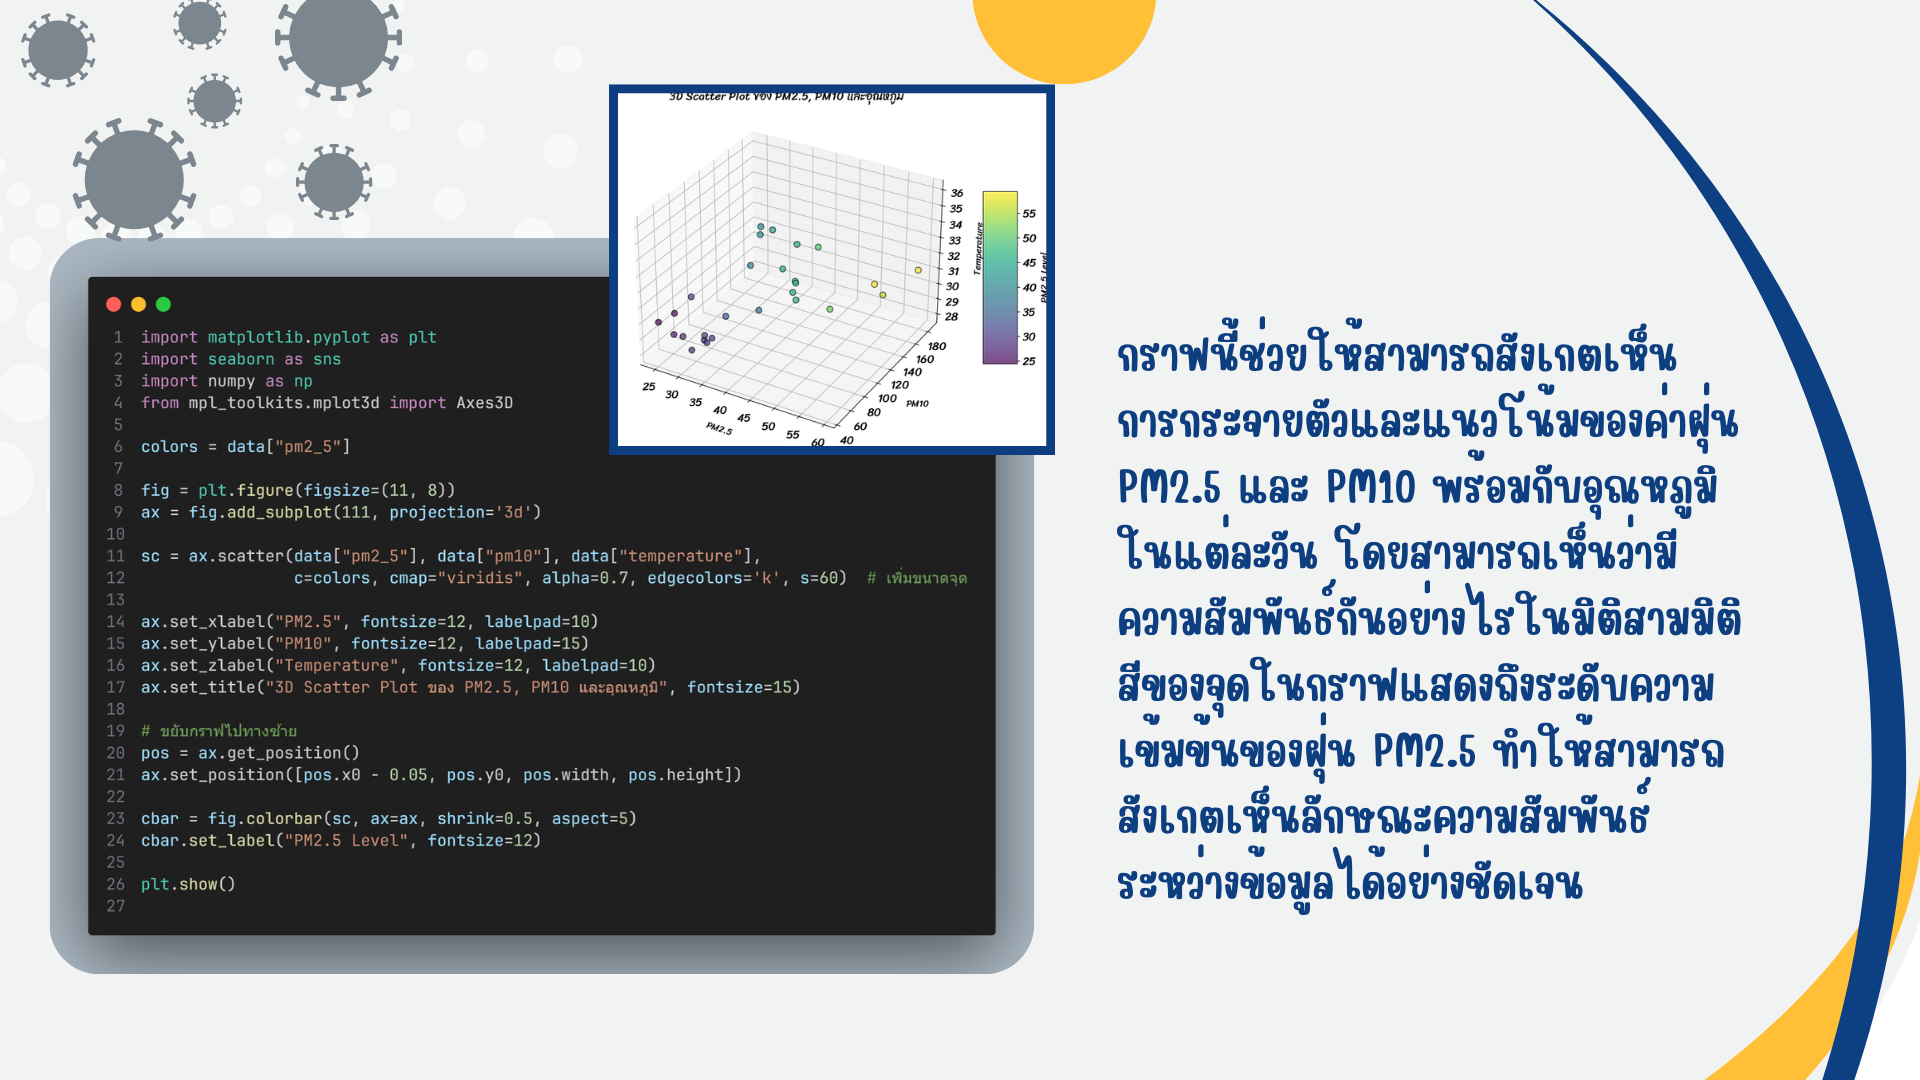 3D Scatter Plot ของ PM2.5, PM10 และอุณหภูมิ
36
35
34
33
32
31
30
29
28
Temperature
180
160
140
120
100
80
60
40
PM10
25
30
35
40
45
50
55
60
PM2.5
55
50
45
40
35
30
25
PM2.5 Level
1 import matplotlib.pyplot as plt
2 import seaborn as sns
3 import numpy as np
4 from mpl_toolkits.mplot3d import Axes3D
5
6 colors = data["pm2_5"]
7
8 fig = plt.figure(figsize=(11, 8))
9 ax = fig.add_subplot(111, projection='3d')
10
11 sc = ax.scatter(data["pm2_5"], data["pm10"], data["temperature"],
12 c=colors, cmap="viridis", alpha=0.7, edgecolors='k', s=60) # เพิ่มขนาดจุด
13
14 ax.set_xlabel("PM2.5", fontsize=12, labelpad=10)
15 ax.set_ylabel("PM10", fontsize=12, labelpad=15)
16 ax.set_zlabel("Temperature", fontsize=12, labelpad=10)
17 ax.set_title("3D Scatter Plot ของ PM2.5, PM10 และอุณหภูมิ", fontsize=15)
18
19 # ขยับกราฟไปทางซ้าย
20 pos = ax.get_position()
21 ax.set_position([pos.x0 - 0.05, pos.y0, pos.width, pos.height])
22
23 cbar = fig.colorbar(sc, ax=ax, shrink=0.5, aspect=5)
24 cbar.set_label("PM2.5 Level", fontsize=12)
25
26 plt.show()
27
กราฟนี้ช่วยให้สามารถสังเกตเห็น
การกระจายตัวและแนวโน้มของค่าฝุ่น
PM2.5 และ PM10 พร้อมกับอุณหภูมิ
ในแต่ละวัน โดยสามารถเห็นว่ามี
ความสัมพันธ์กันอย่างไรในมิติสามมิติ
สีของจุดในกราฟแสดงถึงระดับความ
เข้มข้นของฝุ่น PM2.5 ทำให้สามารถ
สังเกตเห็นลักษณะความสัมพันธ์
ระหว่างข้อมูลได้อย่างชัดเจน